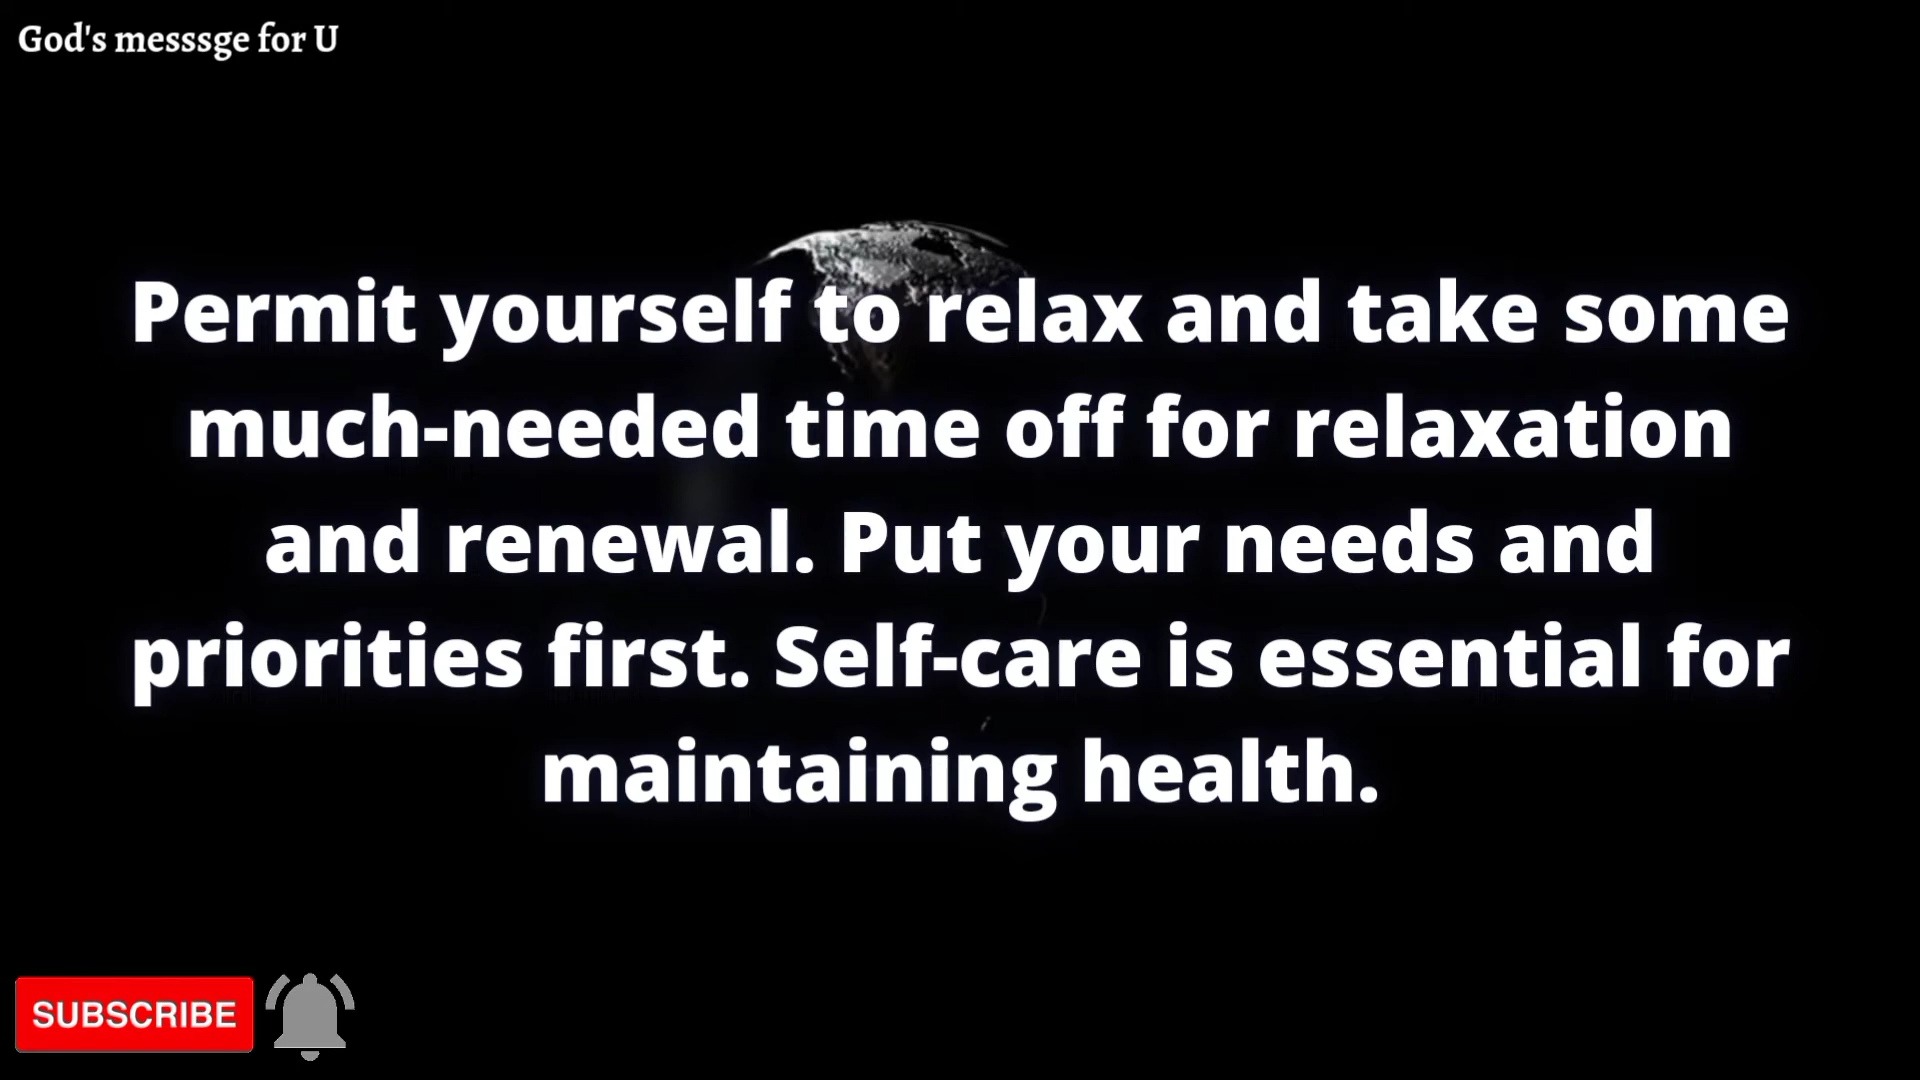 God's messsge for U
Permit yourself to relax and take some
much-needed time off for relaxation
and renewal. Put your needs and
priorities first. Self-care is essential for
maintaining health.
SUBSCRIBE